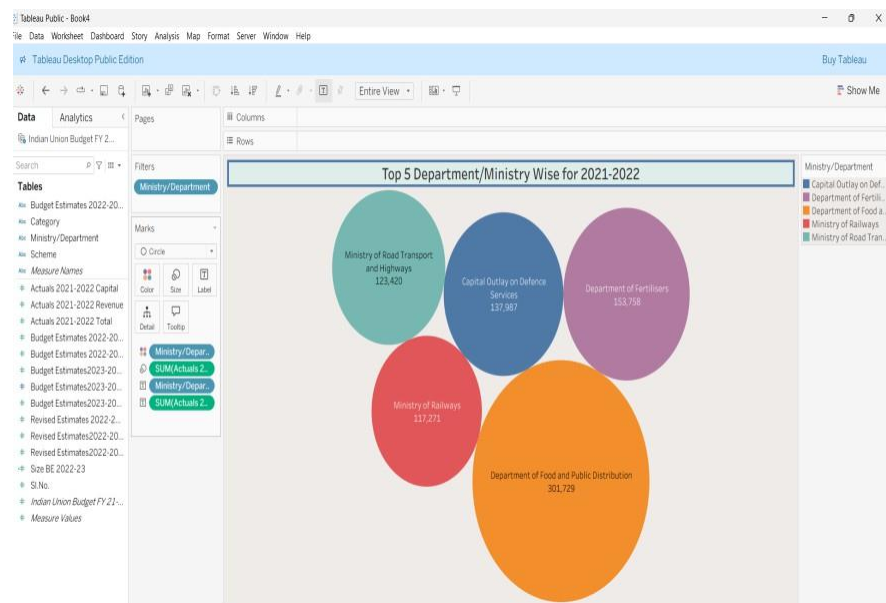 Tableau Public - Book4
File Data Worksheet Dashboard Story Analysis Map Format Server Window Help
Tableau Desktop Public Edition
Buy Tableau
Entire View
Show Me
Data Analytics
Indian Union Budget FY 2...
Search
Tables
Abc Budget Estimates 2022-20...
Abc Category
Abc Ministry/Department
Abc Scheme
Abc Measure Names
Actuals 2021-2022 Capital
Actuals 2021-2022 Revenue
Actuals 2021-2022 Total
Budget Estimates 2022-20...
Budget Estimates 2022-20...
Budget Estimates2023-20...
Budget Estimates2023-20...
Budget Estimates2023-20...
Revised Estimates 2022-2...
Revised Estimates2022-20...
Revised Estimates2022-20...
Size BE 2022-23
Sl.No.
Indian Union Budget FY 21-...
Measure Values
Pages
Filters
Ministry/Department
Marks
Circle
Color Size Label
Detail Tooltip
Ministry/Depar..
SUM(Actuals 2..
Ministry/Depar..
SUM(Actuals 2..
Columns
Rows
Top 5 Department/Ministry Wise for 2021-2022
Ministry of Road Transport
and Highways
123,420
Capital Outlay on Defence
Services
137,987
Department of Fertilisers
153,758
Ministry of Railways
117,271
Department of Food and Public Distribution
301,729
Ministry/Department
Capital Outlay on Def..
Department of Fertili..
Department of Food a..
Ministry of Railways
Ministry of Road Tran..